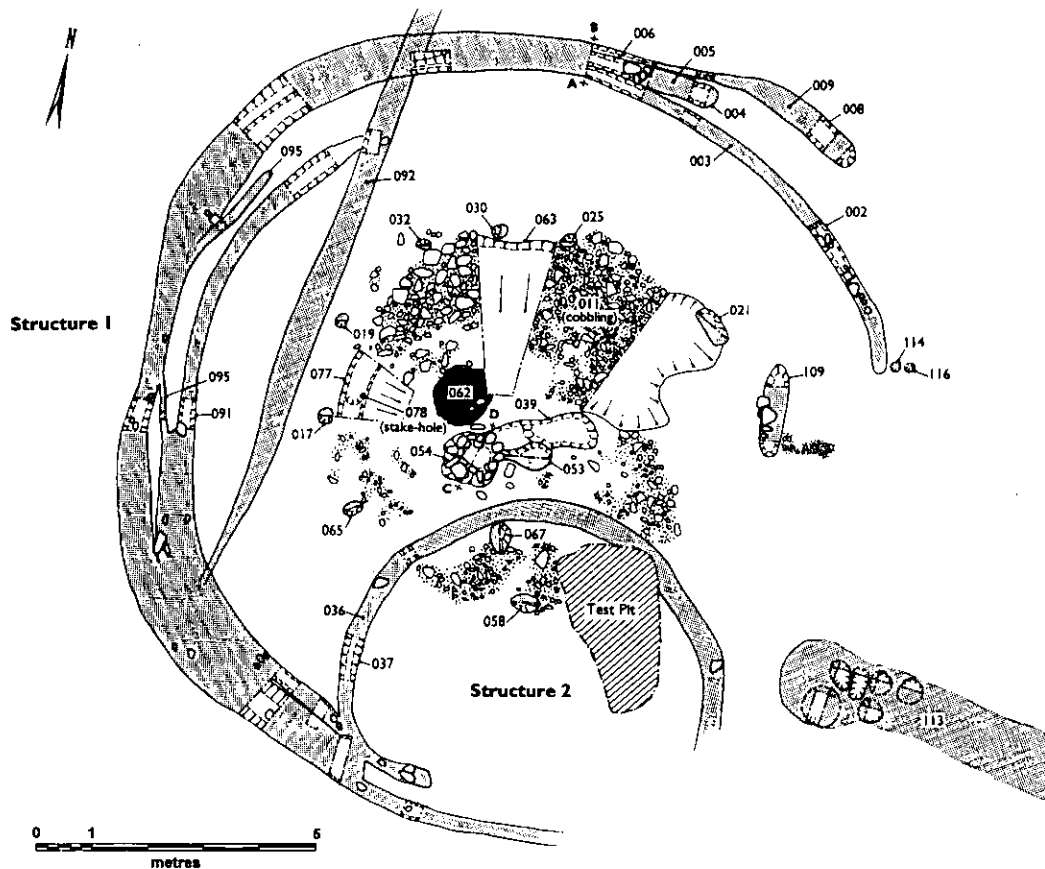 N
B
006
005
009
008
A
004
003
095
092
002
032
030
063
025
011
(cobbling)
021
Structure 1
019
114
116
109
077
062
039
095
091
078
(stake-hole)
D
017
054
053
C
065
067
036
058
Test Pit
037
Structure 2
113
0 1 5
metres